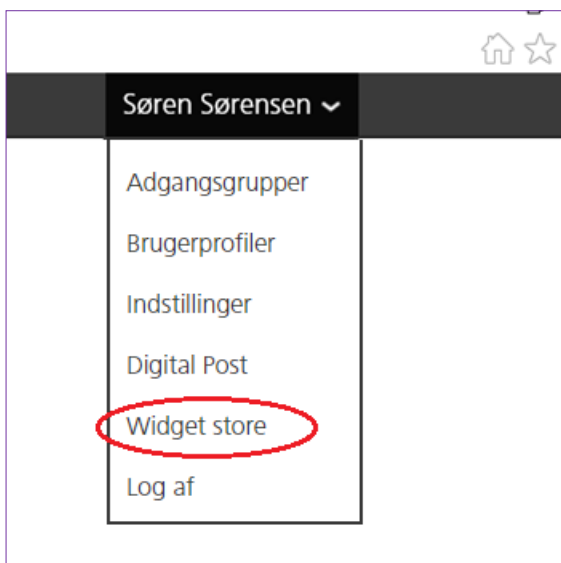 Søren Sørensen
Adgangsgrupper
Brugerprofiler
Indstillinger
Digital Post
Widget store
Log af